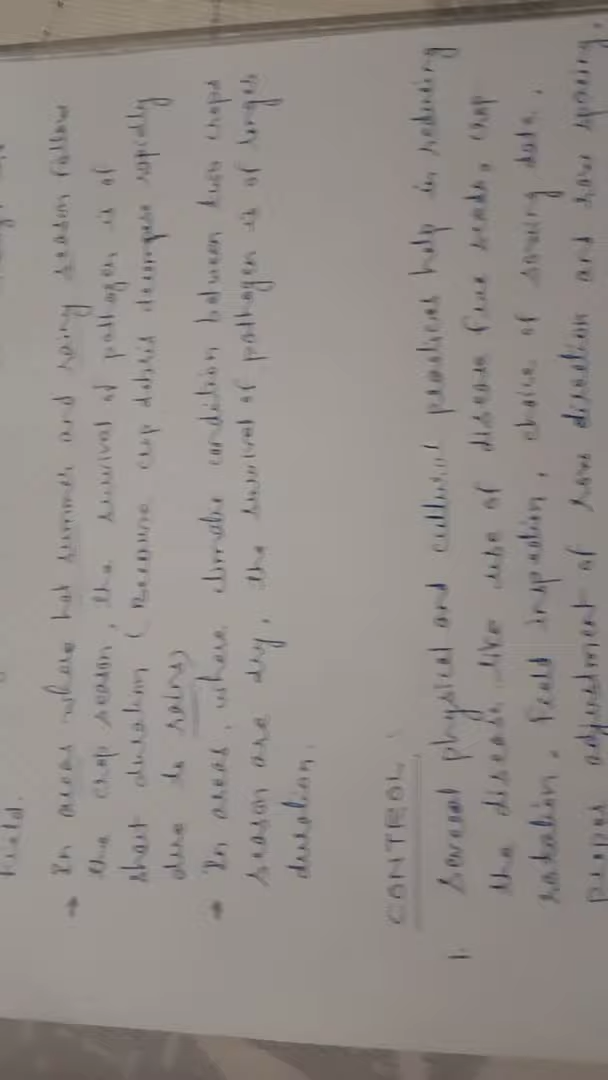 field.
→ In areas where hot summer and rainy season follow
the crop season, the survival of pathogen is of
short duration (Because crop debris decompose rapidly
due to rains)
→ In areas, where climatic condition between two crops
season are dry, the survival of pathogen is of longer
duration.
CONTROL:
1. Several physical and cultural practices help in reducing
the disease like use of disease free seeds, crop
rotation, field inspection, choice of sowing date,
proper adjustment of row direction and row spacing,